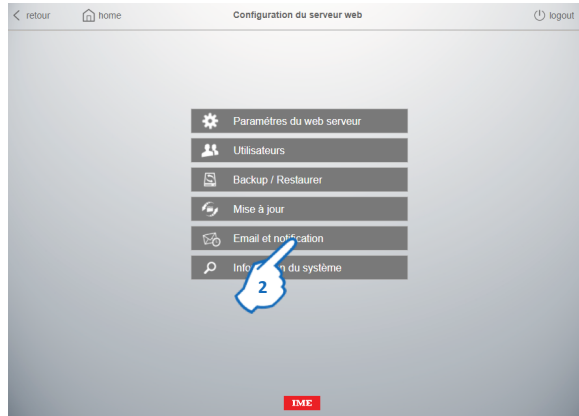 retour
home
Configuration du serveur web
logout
Paramétres du web serveur
Utilisateurs
Backup / Restaurer
Mise à jour
Email et notification
du système
2
IME